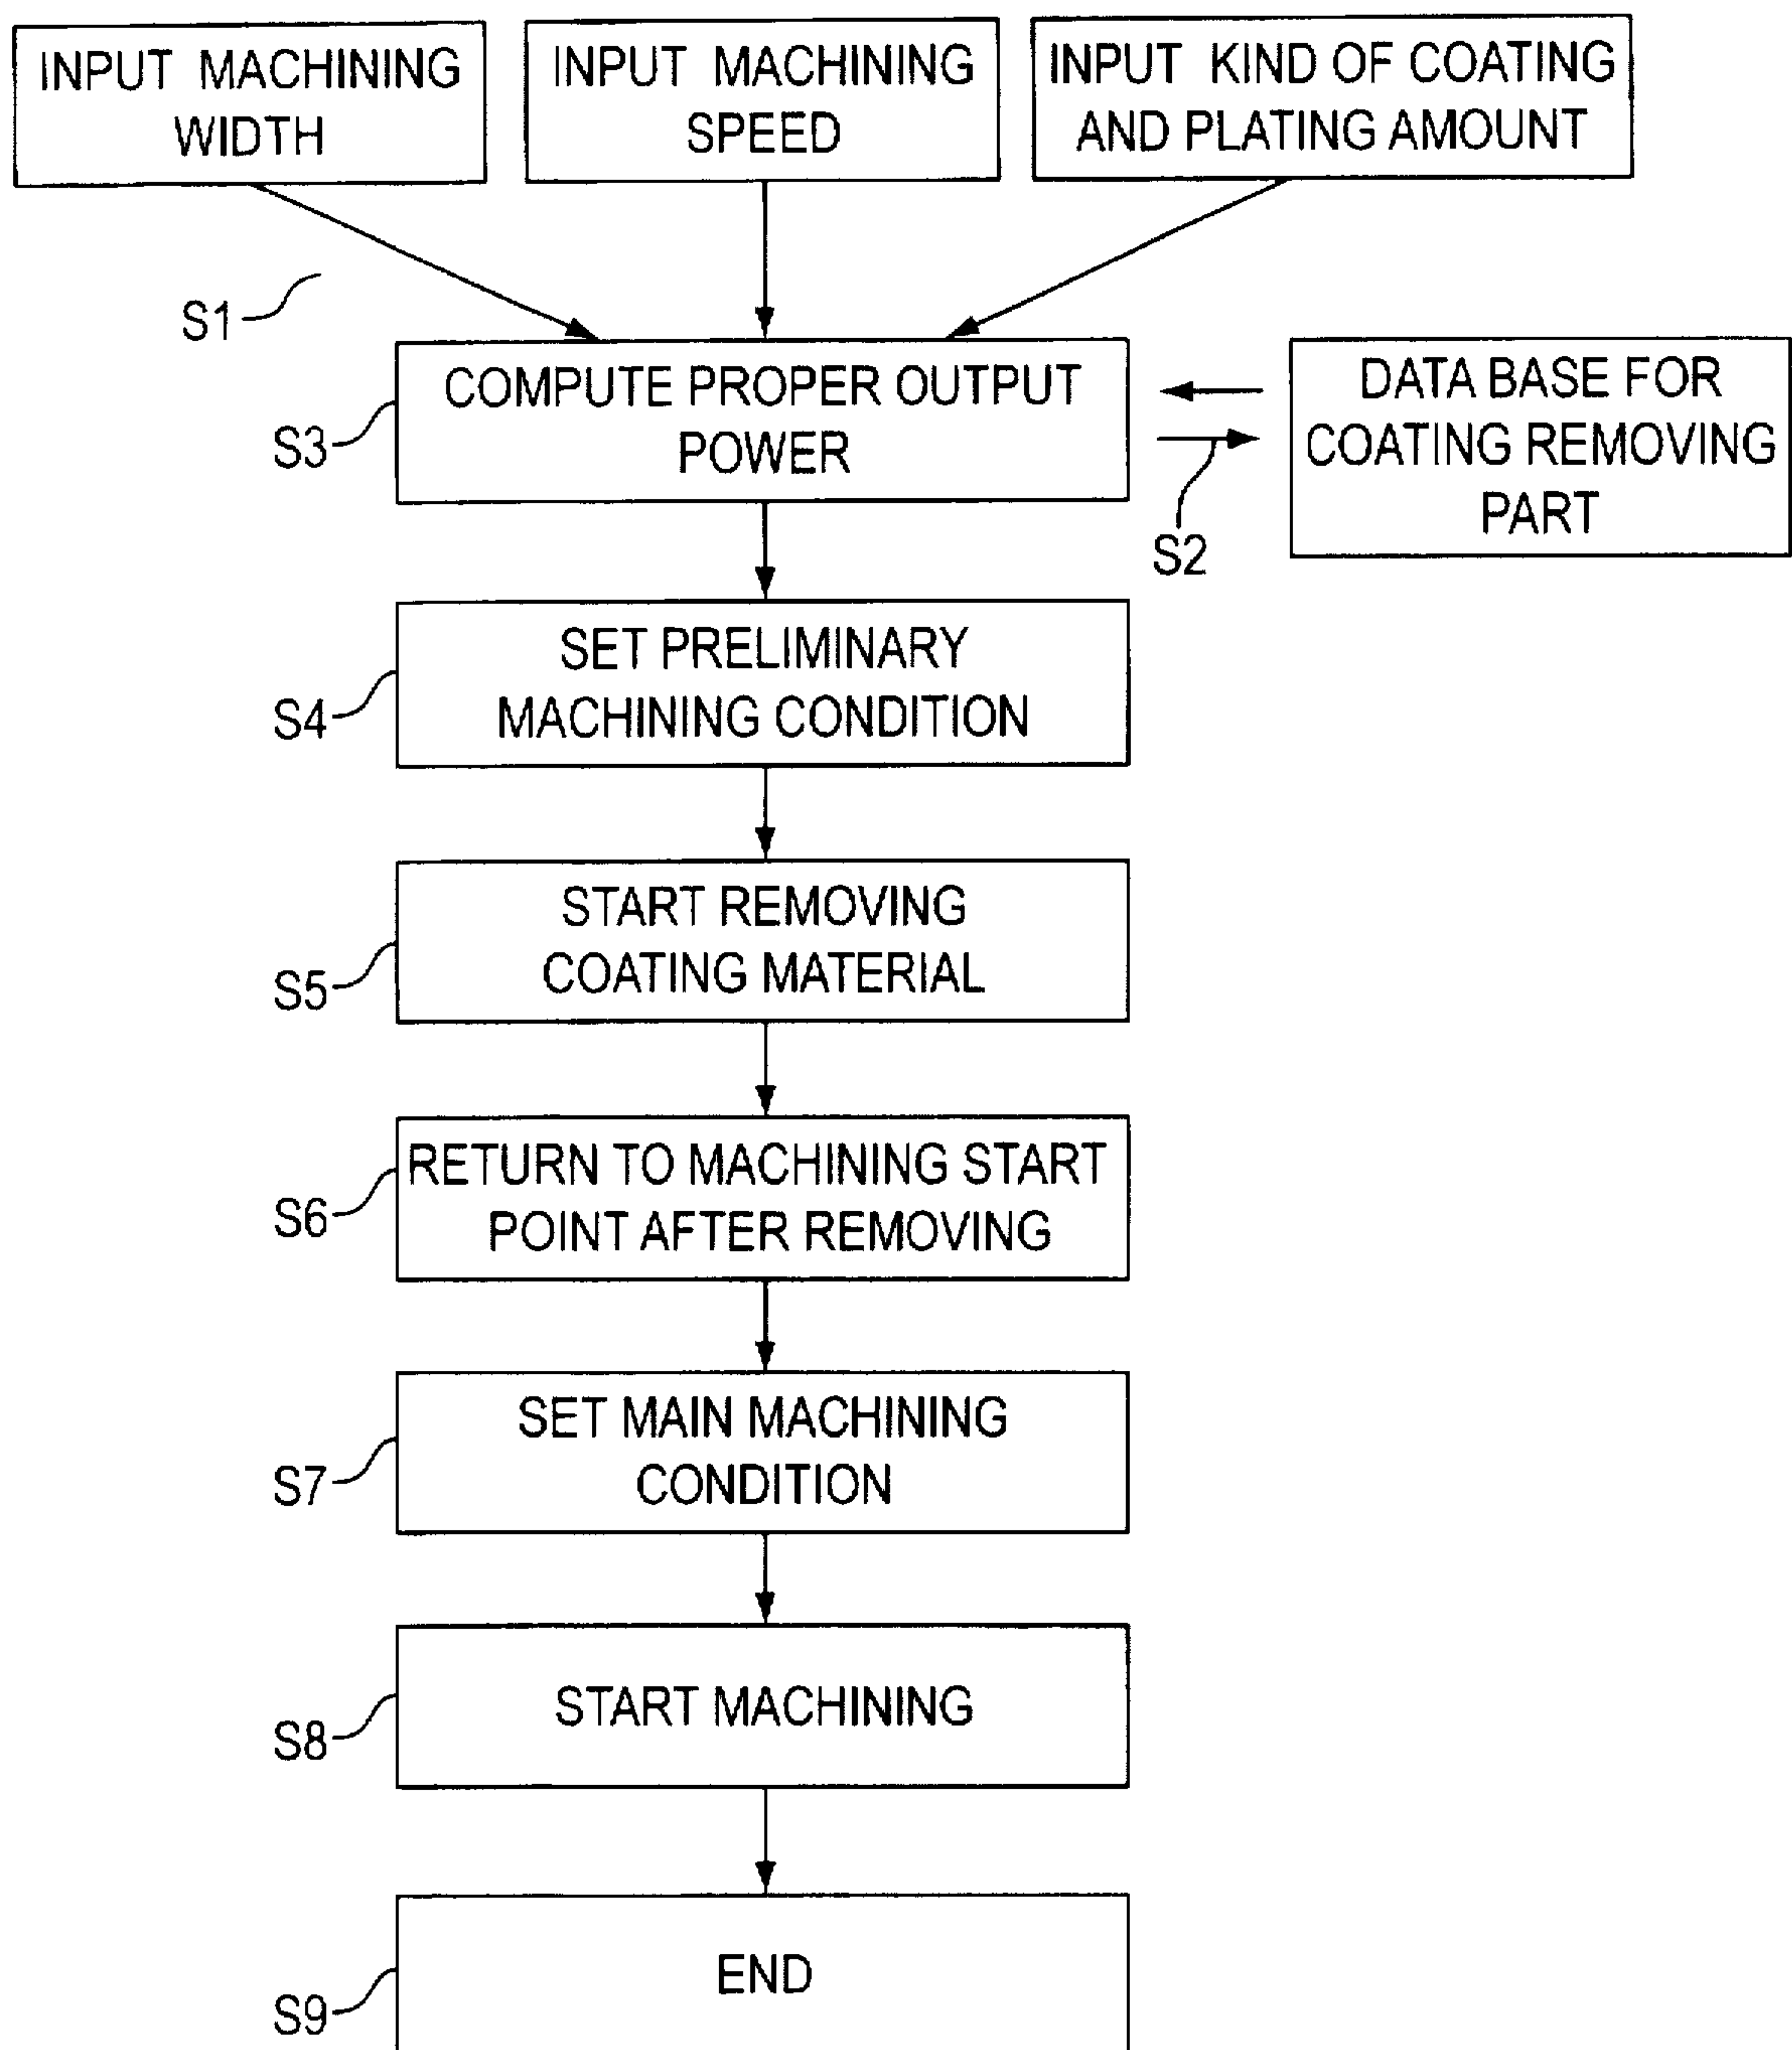 INPUT MACHINING
WIDTH
INPUT MACHINING
SPEED
INPUT KIND OF COATING
AND PLATING AMOUNT
S1
COMPUTE PROPER OUTPUT
POWER
S3
DATA BASE FOR
COATING REMOVING
PART
S2
SET PRELIMINARY
MACHINING CONDITION
S4
START REMOVING
COATING MATERIAL
S5
RETURN TO MACHINING START
POINT AFTER REMOVING
S6
SET MAIN MACHINING
CONDITION
S7
START MACHINING
S8
END
S9